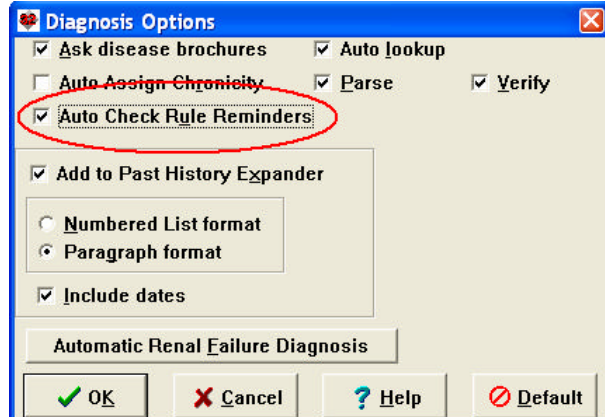 Diagnosis Options
Ask disease brochures Auto lookup
Auto Assign Chronicity Parse Verify
Auto Check Rule Reminders
Add to Past History Expander
Numbered List format
Paragraph format
Include dates
Automatic Renal Failure Diagnosis
OK Cancel Help Default